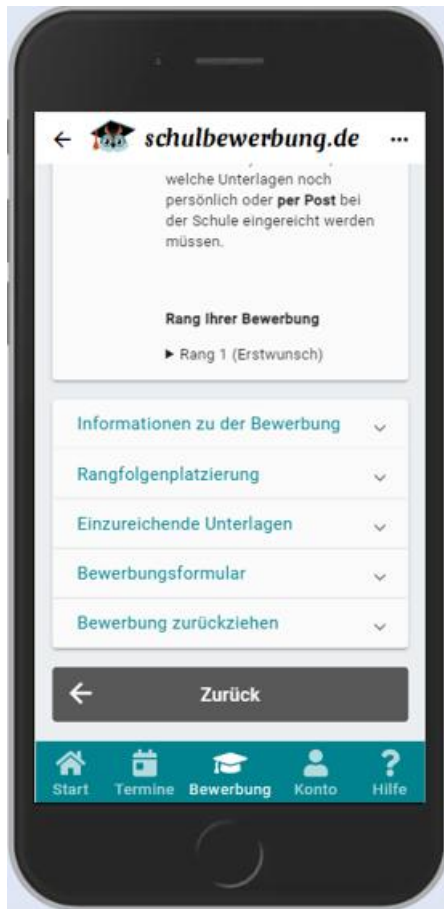 schulbewerbung.de
welche Unterlagen noch
persönlich oder per Post bei
der Schule eingereicht werden
müssen.
Rang Ihrer Bewerbung
Rang 1 (Erstwunsch)
Informationen zu der Bewerbung
Rangfolgenplatzierung
Einzureichende Unterlagen
Bewerbungsformular
Bewerbung zurückziehen
Zurück
Start Termine Bewerbung Konto Hilfe